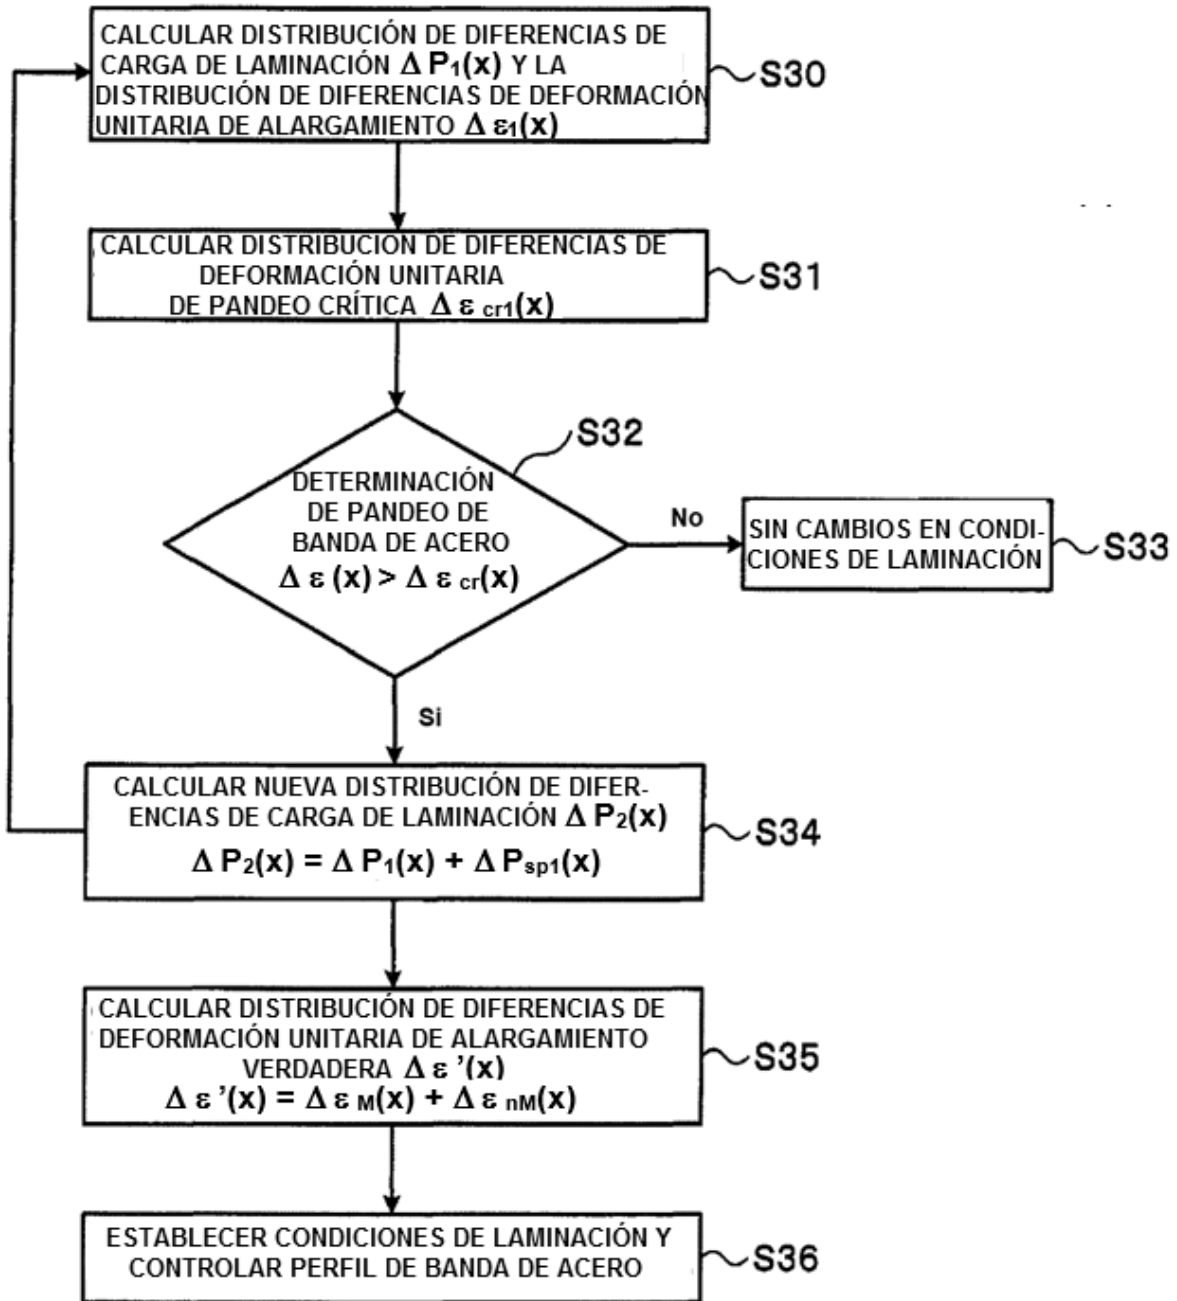 CALCULAR DISTRIBUCIÓN DE DIFERENCIAS DE
CARGA DE LAMINACIÓN Δ P₁(x) Y LA
DISTRIBUCIÓN DE DIFERENCIAS DE DEFORMACIÓN
UNITARIA DE ALARGAMIENTO Δ ε₁(x)
S30
CALCULAR DISTRIBUCIÓN DE DIFERENCIAS DE
DEFORMACIÓN UNITARIA
DE PANDEO CRÍTICA Δ ε cr1(x)
S31
S32
DETERMINACIÓN
DE PANDEO DE
BANDA DE ACERO
Δ ε (x) > Δ ε cr(x)
No
SIN CAMBIOS EN CONDI-
CIONES DE LAMINACIÓN
S33
Si
CALCULAR NUEVA DISTRIBUCIÓN DE DIFER-
ENCIAS DE CARGA DE LAMINACIÓN Δ P₂(x)
Δ P₂(x) = Δ P₁(x) + Δ Psp1(x)
S34
CALCULAR DISTRIBUCIÓN DE DIFERENCIAS DE
DEFORMACIÓN UNITARIA DE ALARGAMIENTO
VERDADERA Δ ε '(x)
Δ ε '(x) = Δ ε M(x) + Δ ε nM(x)
S35
ESTABLECER CONDICIONES DE LAMINACIÓN Y
CONTROLAR PERFIL DE BANDA DE ACERO
S36